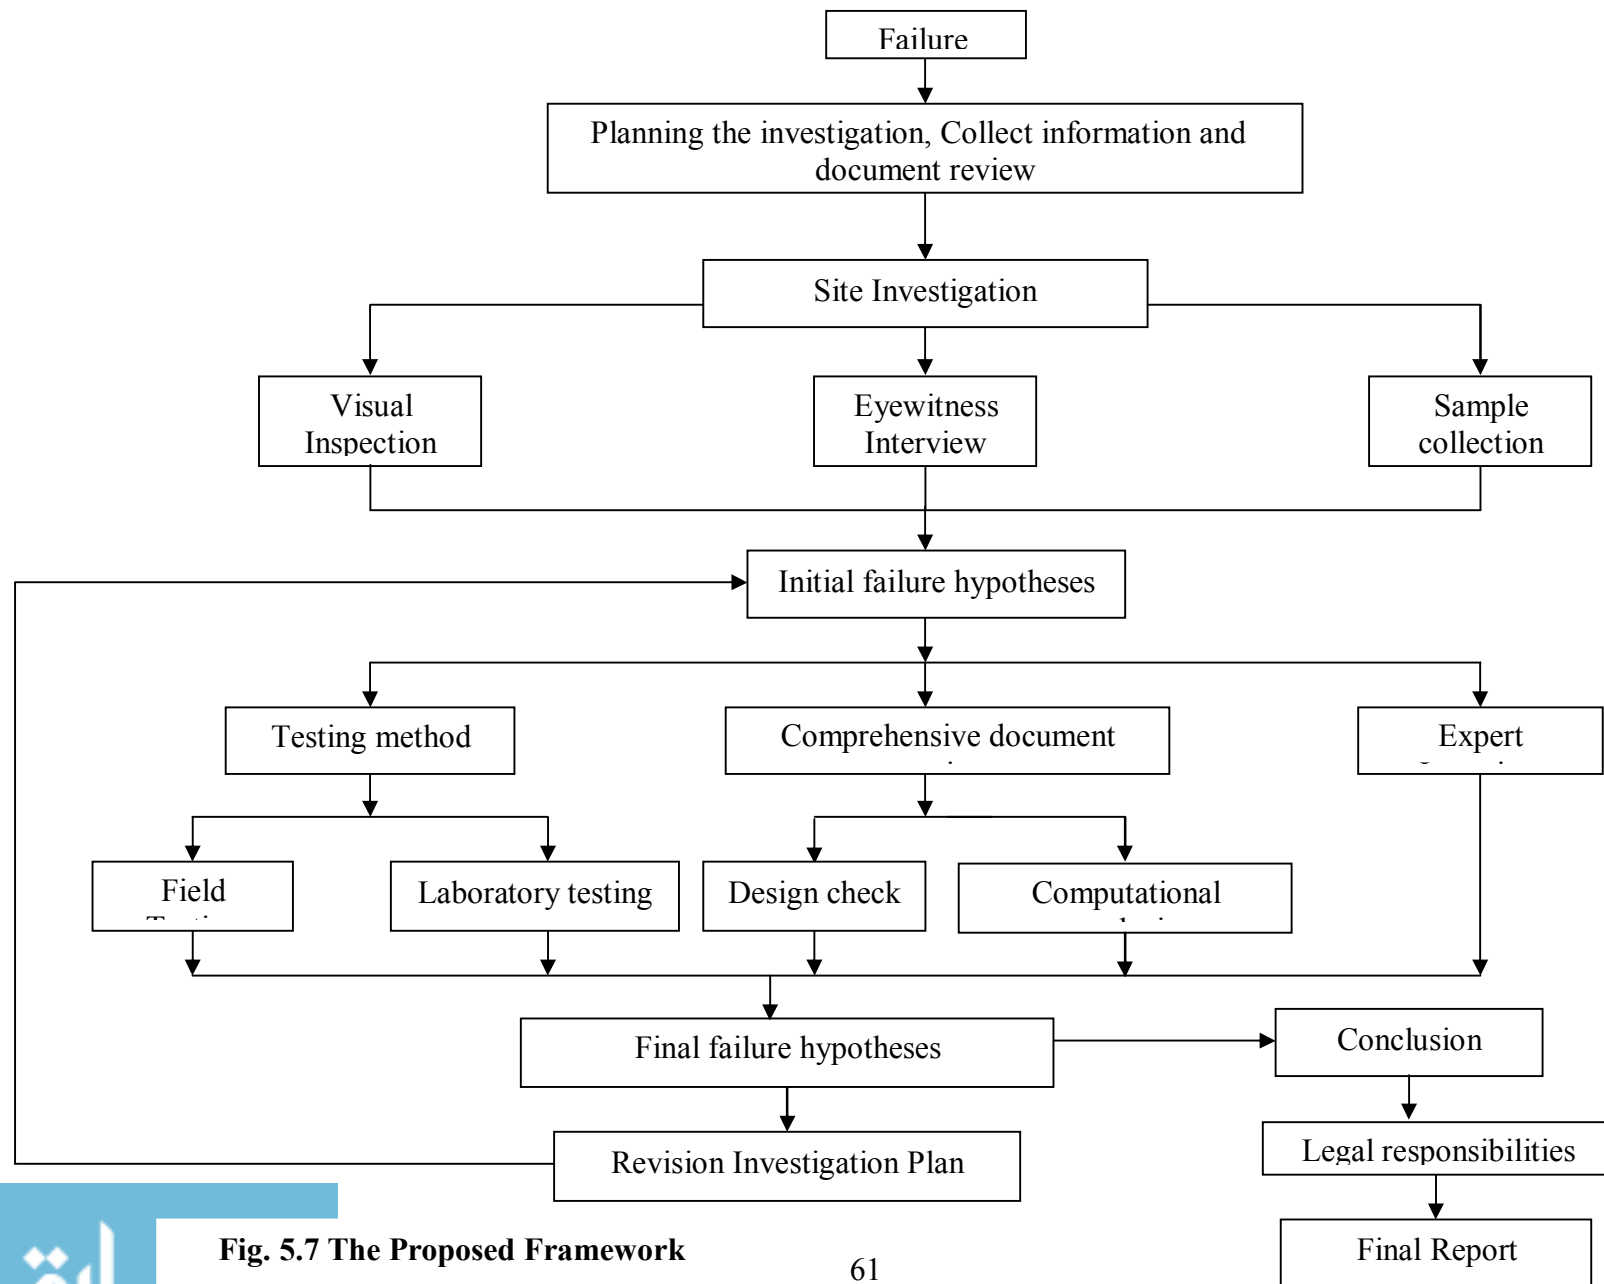 Failure
Planning the investigation, Collect information and
document review
Site Investigation
Visual
Inspection
Eyewitness
Interview
Sample
collection
Initial failure hypotheses
Testing method
Comprehensive document
Expert
Field
Laboratory testing
Design check
Computational
Final failure hypotheses
Conclusion
Revision Investigation Plan
Legal responsibilities
Final Report
Fig. 5.7 The Proposed Framework
61